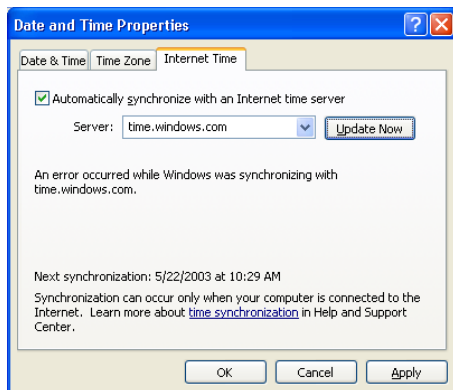 Date and Time Properties
Date & Time Time Zone Internet Time
Automatically synchronize with an Internet time server
Server: time.windows.com Update Now
An error occurred while Windows was synchronizing with
time.windows.com.
Next synchronization: 5/22/2003 at 10:29 AM
Synchronization can occur only when your computer is connected to the
Internet. Learn more about time synchronization in Help and Support
Center.
OK Cancel Apply